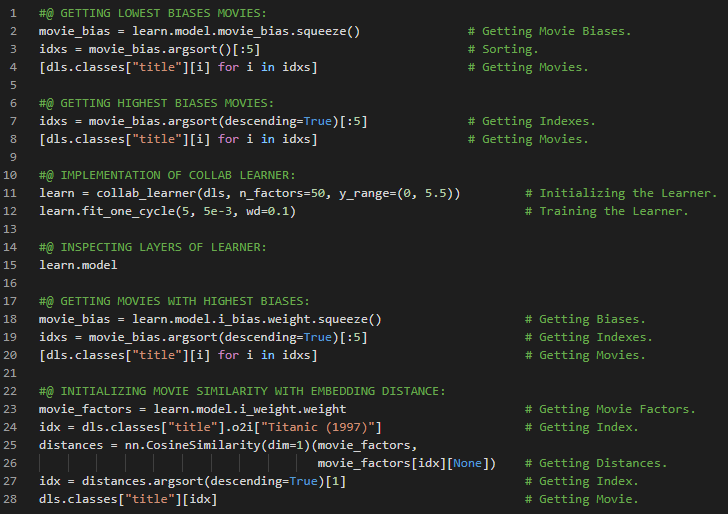 1 #@ GETTING LOWEST BIASES MOVIES:
2 movie_bias = learn.model.movie_bias.squeeze() # Getting Movie Biases.
3 idxs = movie_bias.argsort()[:5] # Sorting.
4 [dls.classes["title"][i] for i in idxs] # Getting Movies.
5
6 #@ GETTING HIGHEST BIASES MOVIES:
7 idxs = movie_bias.argsort(descending=True)[:5] # Getting Indexes.
8 [dls.classes["title"][i] for i in idxs] # Getting Movies.
9
10 #@ IMPLEMENTATION OF COLLAB LEARNER:
11 learn = collab_learner(dls, n_factors=50, y_range=(0, 5.5)) # Initializing the Learner.
12 learn.fit_one_cycle(5, 5e-3, wd=0.1) # Training the Learner.
13
14 #@ INSPECTING LAYERS OF LEARNER:
15 learn.model
16
17 #@ GETTING MOVIES WITH HIGHEST BIASES:
18 movie_bias = learn.model.i_bias.weight.squeeze() # Getting Biases.
19 idxs = movie_bias.argsort(descending=True)[:5] # Getting Indexes.
20 [dls.classes["title"][i] for i in idxs] # Getting Movies.
21
22 #@ INITIALIZING MOVIE SIMILARITY WITH EMBEDDING DISTANCE:
23 movie_factors = learn.model.i_weight.weight # Getting Movie Factors.
24 idx = dls.classes["title"].o2i["Titanic (1997)"] # Getting Index.
25 distances = nn.CosineSimilarity(dim=1)(movie_factors,
26 movie_factors[idx][None]) # Getting Distances.
27 idx = distances.argsort(descending=True)[1] # Getting Index.
28 dls.classes["title"][idx] # Getting Movie.